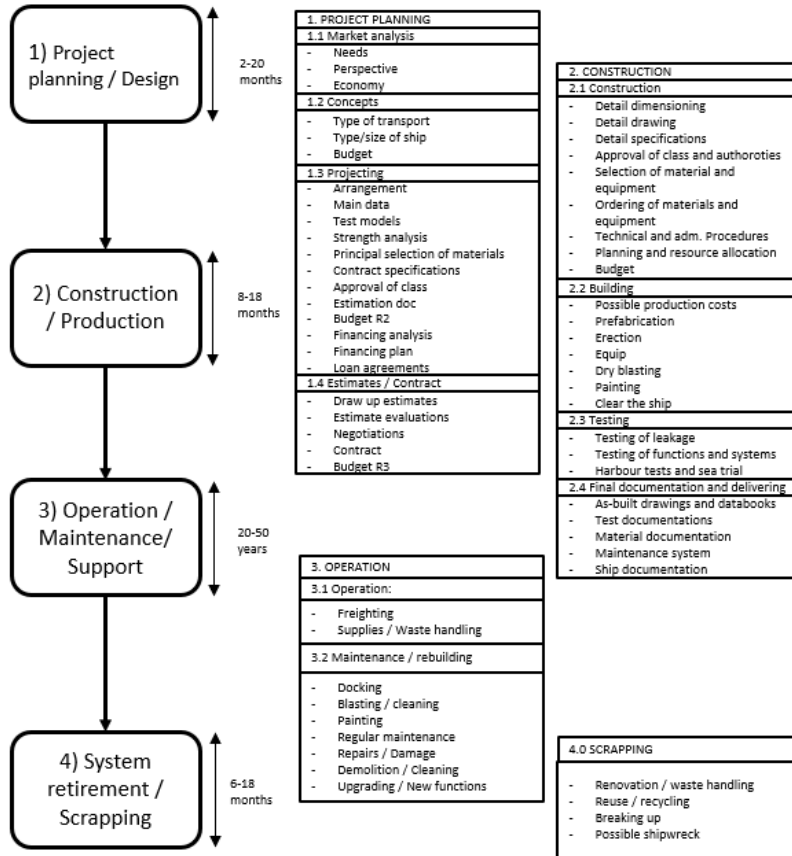 1) Project
planning / Design
2-20
months
2) Construction
/ Production
8-18
months
3) Operation /
Maintenance/
Support
20-50
years
4) System
retirement /
Scrapping
6-18
months
1. PROJECT PLANNING
1.1 Market analysis
- Needs
- Perspective
- Economy
1.2 Concepts
- Type of transport
- Type/size of ship
- Budget
1.3 Projecting
- Arrangement
- Main data
- Test models
- Strength analysis
- Principal selection of materials
- Contract specifications
- Approval of class
- Estimation doc
- Budget R2
- Financing analysis
- Financing plan
- Loan agreements
1.4 Estimates / Contract
- Draw up estimates
- Estimate evaluations
- Negotiations
- Contract
- Budget R3
2. CONSTRUCTION
2.1 Construction
- Detail dimensioning
- Detail drawing
- Detail specifications
- Approval of class and authoroties
- Selection of material and
equipment
- Ordering of materials and
equipment
- Technical and adm. Procedures
- Planning and resource allocation
- Budget
2.2 Building
- Possible production costs
- Prefabrication
- Erection
- Equip
- Dry blasting
- Painting
- Clear the ship
2.3 Testing
- Testing of leakage
- Testing of functions and systems
- Harbour tests and sea trial
2.4 Final documentation and delivering
- As-built drawings and databooks
- Test documentations
- Material documentation
- Maintenance system
- Ship documentation
3. OPERATION
3.1 Operation:
- Freighting
- Supplies / Waste handling
3.2 Maintenance / rebuilding
- Docking
- Blasting / cleaning
- Painting
- Regular maintenance
- Repairs / Damage
- Demolition / Cleaning
- Upgrading / New functions
4.0 SCRAPPING
- Renovation / waste handling
- Reuse / recycling
- Breaking up
- Possible shipwreck